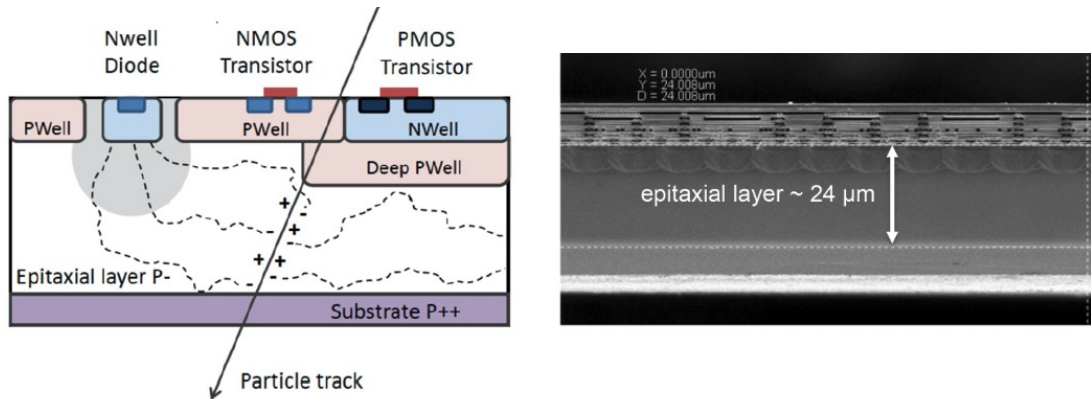 Nwell
Diode
NMOS
Transistor
PMOS
Transistor
PWell
PWell
NWell
Deep PWell
+
-
+
-
+
-
+ +
-
-
Epitaxial layer P-
Substrate P++
Particle track
X = 0.0000um
Y = 24.008um
D = 24.008um
epitaxial layer ~ 24 µm